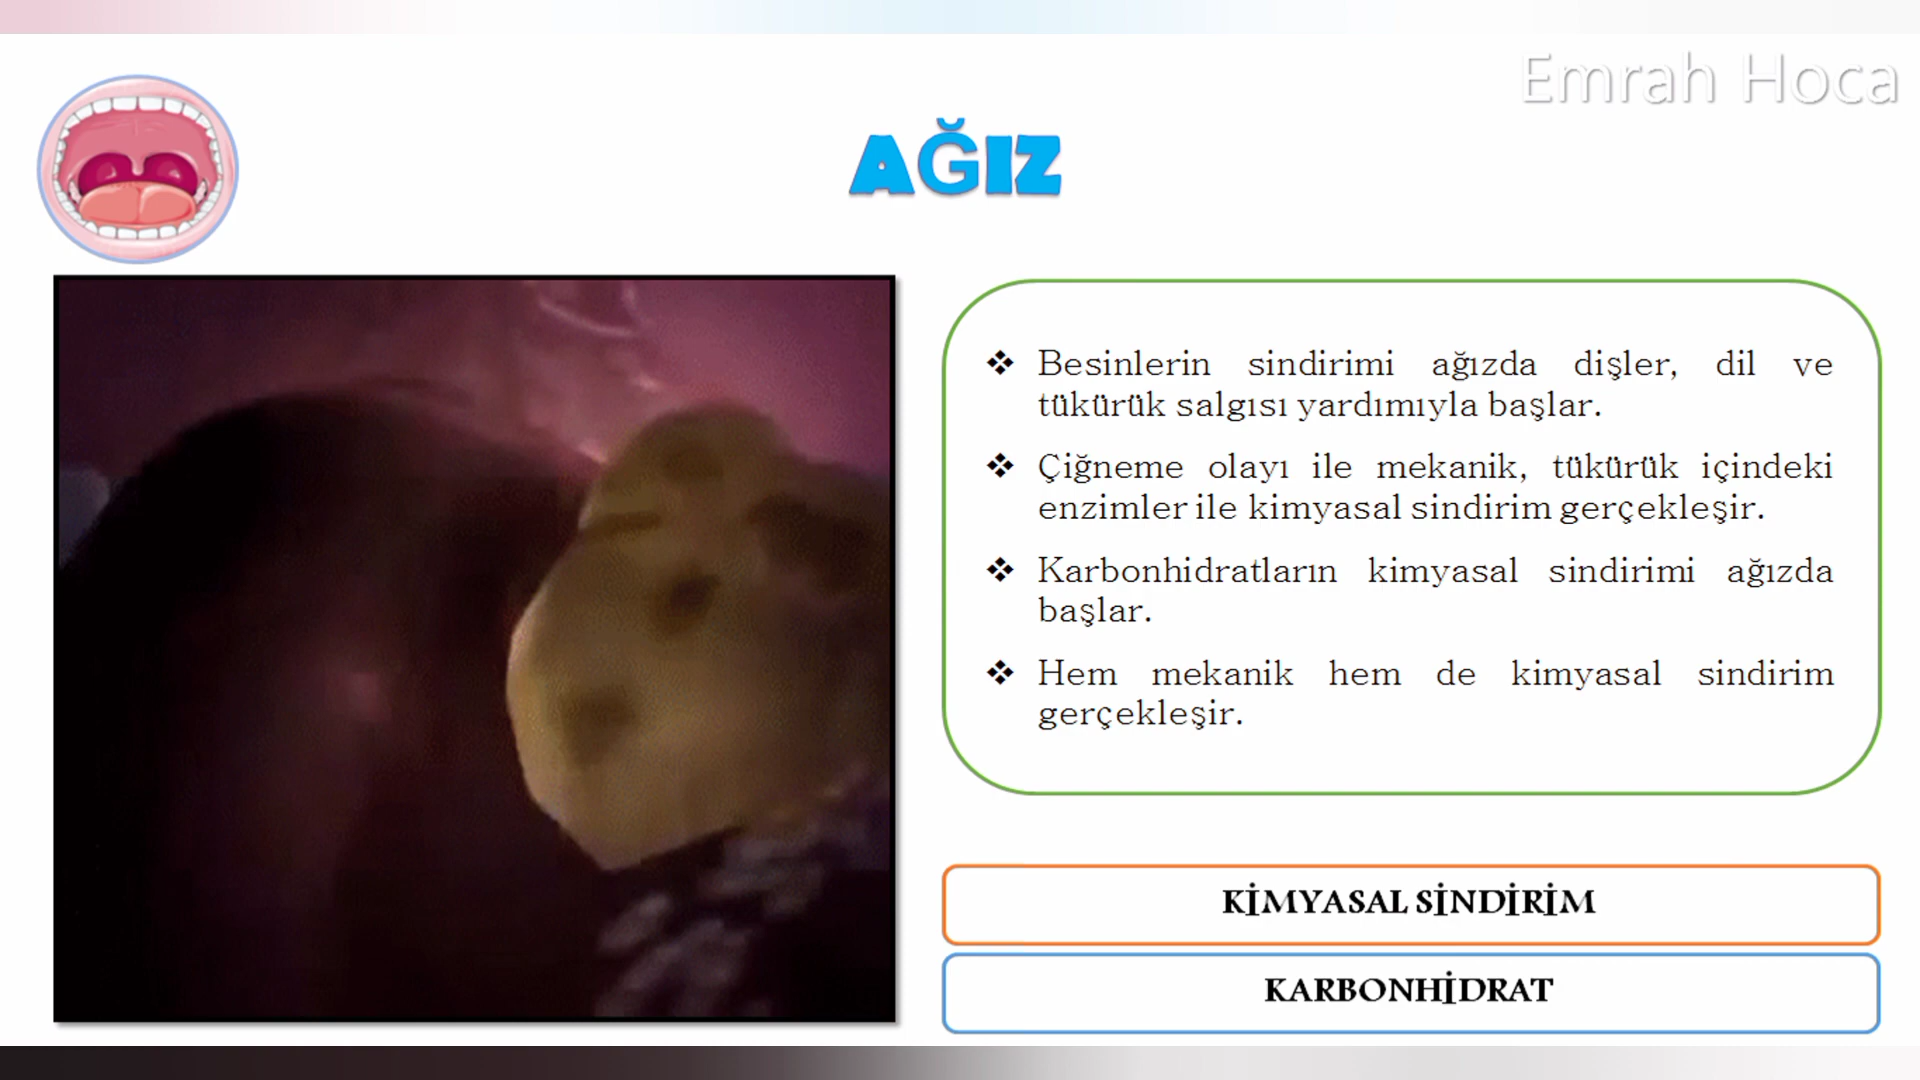 Emrah Hoca
AĞIZ
❖ Besinlerin sindirimi ağızda dişler, dil ve
tükürük salgısı yardımıyla başlar.
❖ Çiğneme olayı ile mekanik, tükürük içindeki
enzimler ile kimyasal sindirim gerçekleşir.
❖ Karbonhidratların kimyasal sindirimi ağızda
başlar.
❖ Hem mekanik hem de kimyasal sindirim
gerçekleşir.
KİMYASAL SİNDİRİM
KARBONHİDRAT